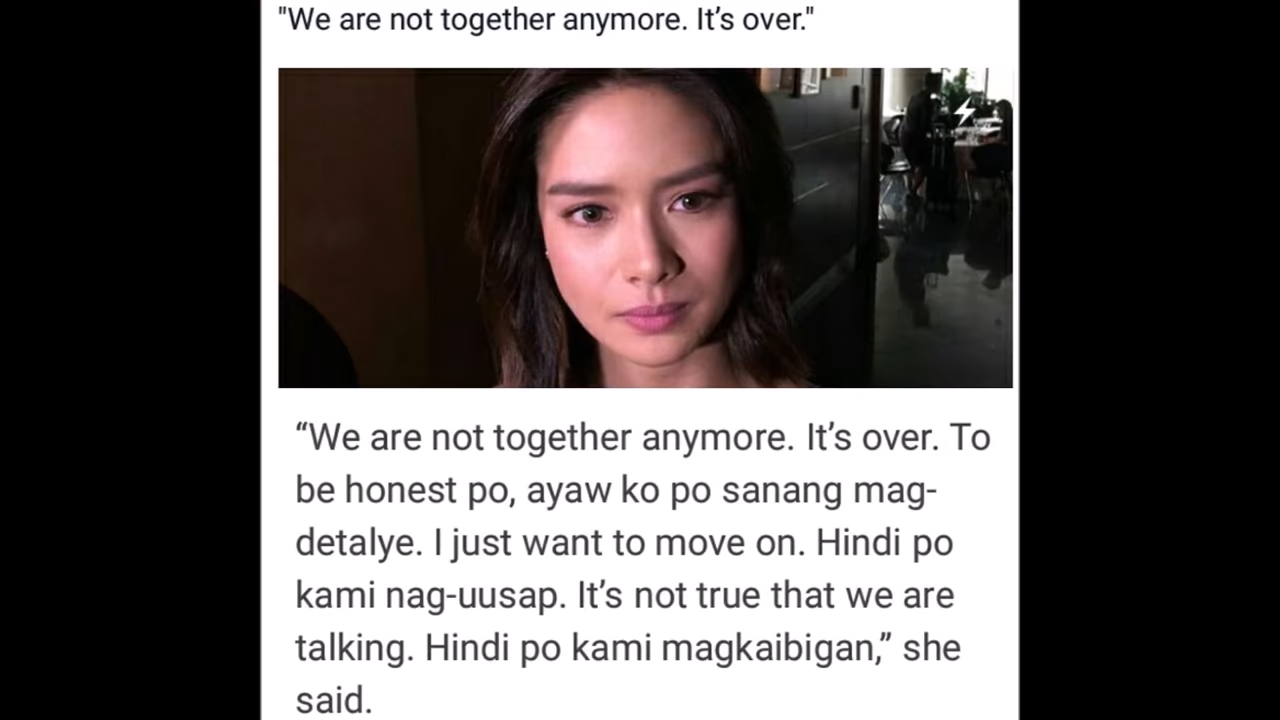 "We are not together anymore. It’s over."
“We are not together anymore. It’s over. To
be honest po, ayaw ko po sanang mag-
detalye. I just want to move on. Hindi po
kami nag-uusap. It’s not true that we are
talking. Hindi po kami magkaibigan,” she
said.